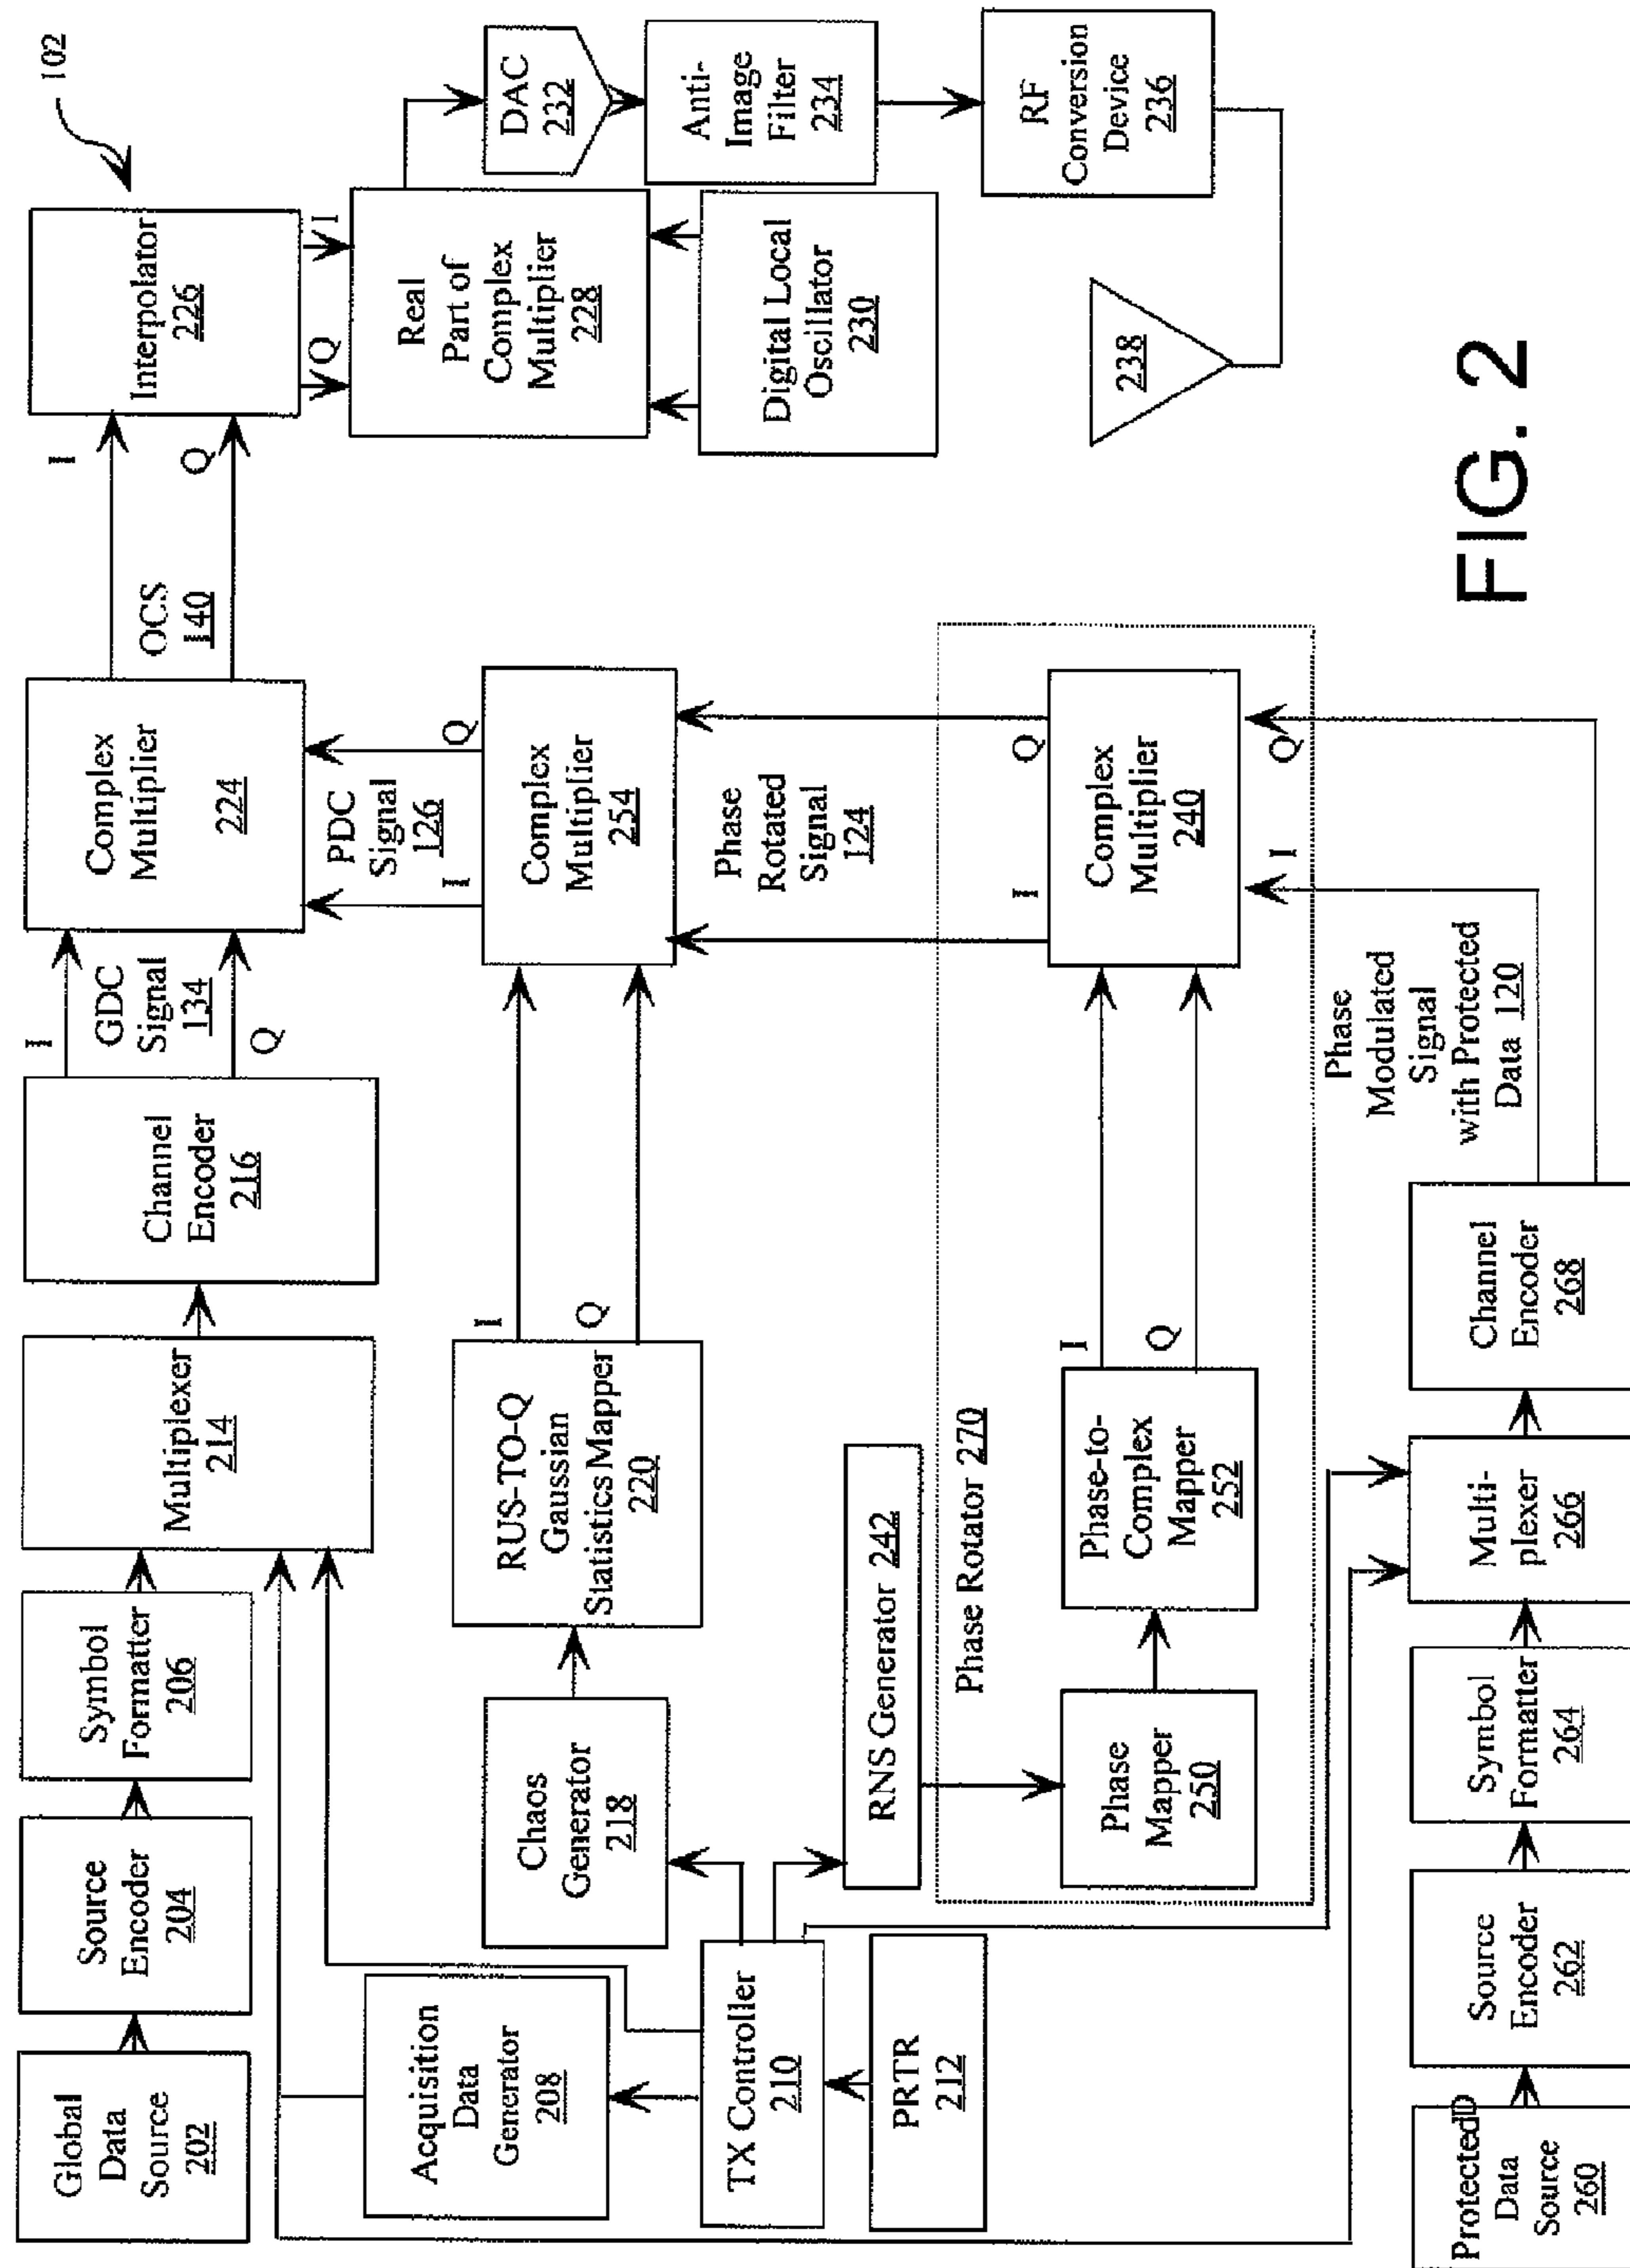 102
Global
Data
Source
202
Source
Encoder
204
Symbol
Formatter
206
Multiplexer
214
Channel
Encoder
216
I
GDC
Signal
134
Q
Complex
Multiplier
224
I
OCS
140
Q
Interpolator
226
Q
I
Real
Part of
Complex
Multiplier
228
DAC
232
Anti-
Image
Filter
234
RF
Conversion
Device
236
Digital Local
Oscillator
230
238
Acquisition
Data
Generator
208
TX Controller
210
PRTR
212
Chaos
Generator
218
RUS-TO-Q
Gaussian
Statistics Mapper
220
I
Q
I
PDC
Signal
126
Q
Complex
Multiplier
254
Phase
Rotated
Signal
124
I
Q
RNS Generator 242
Phase Rotator 270
Phase
Mapper
250
Phase-to-
Complex
Mapper
252
I
Q
Complex
Multiplier
240
I
Q
Phase
Modulated
Signal
with Protected
Data 120
ProtectedD
Data
Source
260
Source
Encoder
262
Symbol
Formatter
264
Multi-
plexer
266
Channel
Encoder
268
FIG. 2